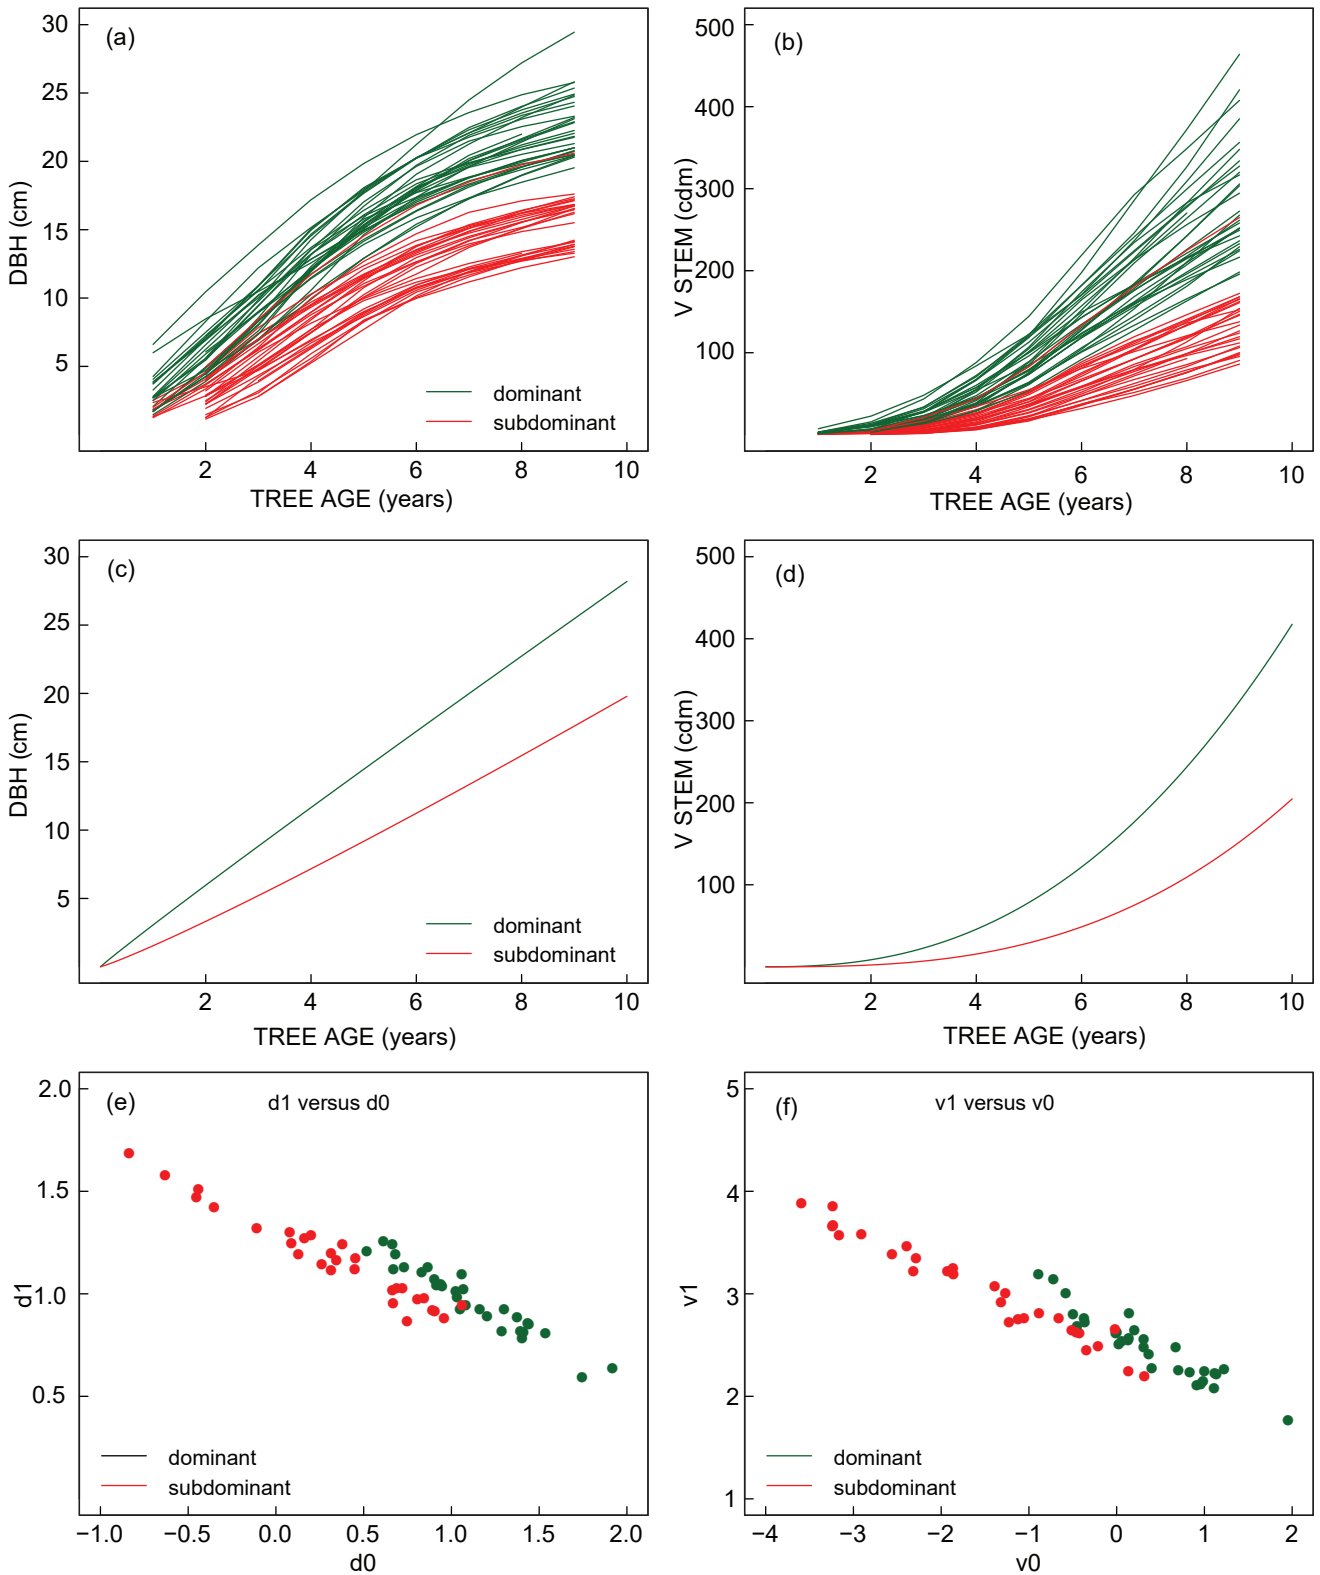 (a)
30
25
20
15
10
5
DBH (cm)
dominant
subdominant
2 4 6 8 10
TREE AGE (years)
(b)
500
400
300
200
100
V STEM (cdm)
2 4 6 8 10
TREE AGE (years)
(c)
30
25
20
15
10
5
DBH (cm)
dominant
subdominant
2 4 6 8 10
TREE AGE (years)
(d)
500
400
300
200
100
V STEM (cdm)
2 4 6 8 10
TREE AGE (years)
(e)
d1 versus d0
2.0
1.5
1.0
0.5
d1
dominant
subdominant
−1.0 −0.5 0.0 0.5 1.0 1.5 2.0
d0
(f)
v1 versus v0
5
4
3
2
1
v1
dominant
subdominant
−4 −3 −2 −1 0 1 2
v0